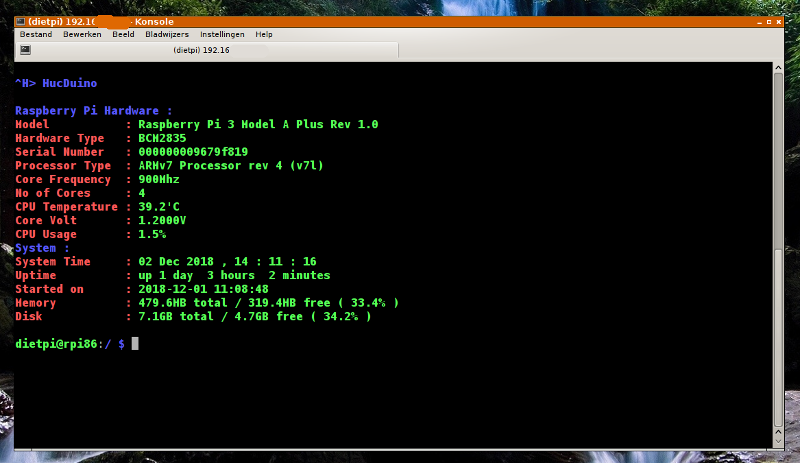 (dietpi) 192.1 - Konsole
Bestand Bewerken Beeld Bladwijzers Instellingen Help
(dietpi) 192.16
^H> HucDuino
Raspberry Pi Hardware :
Model : Raspberry Pi 3 Model A Plus Rev 1.0
Hardware Type : BCM2835
Serial Number : 000000009679f819
Processor Type : ARMv7 Processor rev 4 (v7l)
Core Frequency : 900Mhz
No of Cores : 4
CPU Temperature : 39.2'C
Core Volt : 1.2000V
CPU Usage : 1.5%
System :
System Time : 02 Dec 2018 , 14 : 11 : 16
Uptime : up 1 day  3 hours  2 minutes
Started on : 2018-12-01 11:08:48
Memory : 479.6MB total / 319.4MB free ( 33.4% )
Disk : 7.1GB total / 4.7GB free ( 34.2% )
dietpi@rpi86:/ $